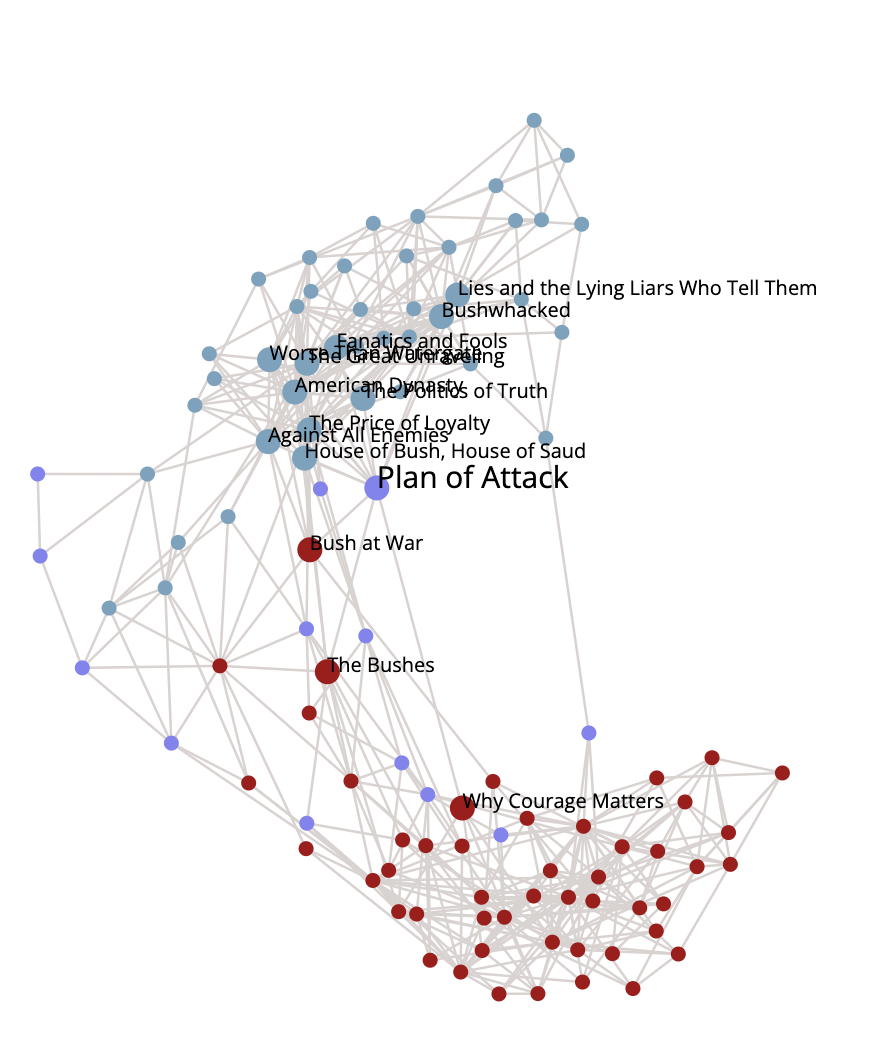 Lies and the Lying Liars Who Tell Them
Bushwhacked
Fanatics and Fools
Worse Than Watergate
The Great Unraveling
American Dynasty
The Politics of Truth
The Price of Loyalty
Against All Enemies
House of Bush, House of Saud
Plan of Attack
Bush at War
The Bushes
Why Courage Matters